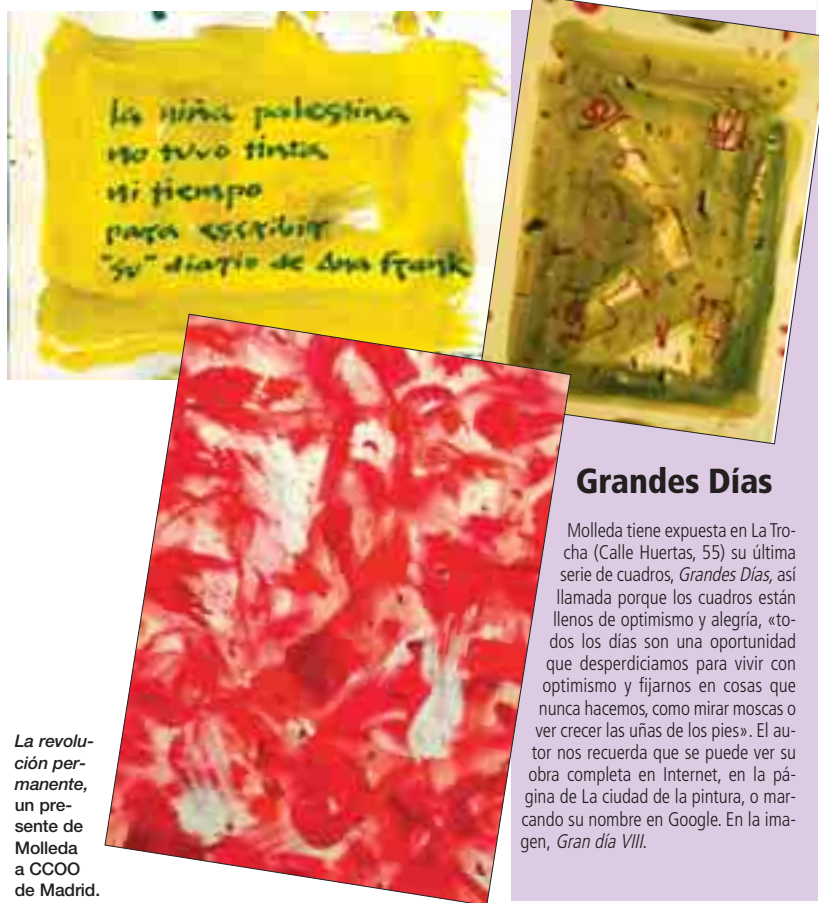 la niña palestina
no tuvo tinta
ni tiempo
para escribir
"su" diario de Ana Frank
Grandes Días
Molleda tiene expuesta en La Tro-
cha (Calle Huertas, 55) su última
serie de cuadros, Grandes Días, así
llamada porque los cuadros están
llenos de optimismo y alegría, «to-
dos los días son una oportunidad
que desperdiciamos para vivir con
optimismo y fijarnos en cosas que
nunca hacemos, como mirar moscas o
ver crecer las uñas de los pies». El au-
tor nos recuerda que se puede ver su
obra completa en Internet, en la pá-
gina de La ciudad de la pintura, o mar-
cando su nombre en Google. En la ima-
gen, Gran día VIII.
La revolu-
ción per-
manente,
un pre-
sente de
Molleda
a CCOO
de Madrid.